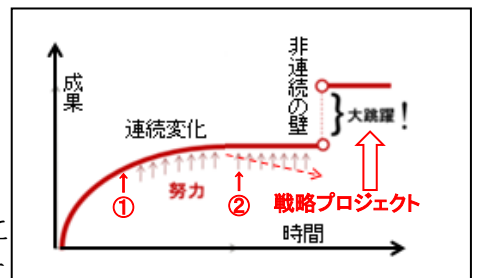 成果
非連続の壁
連続変化
大跳躍！
努力
①
②
戦略プロジェクト
時間